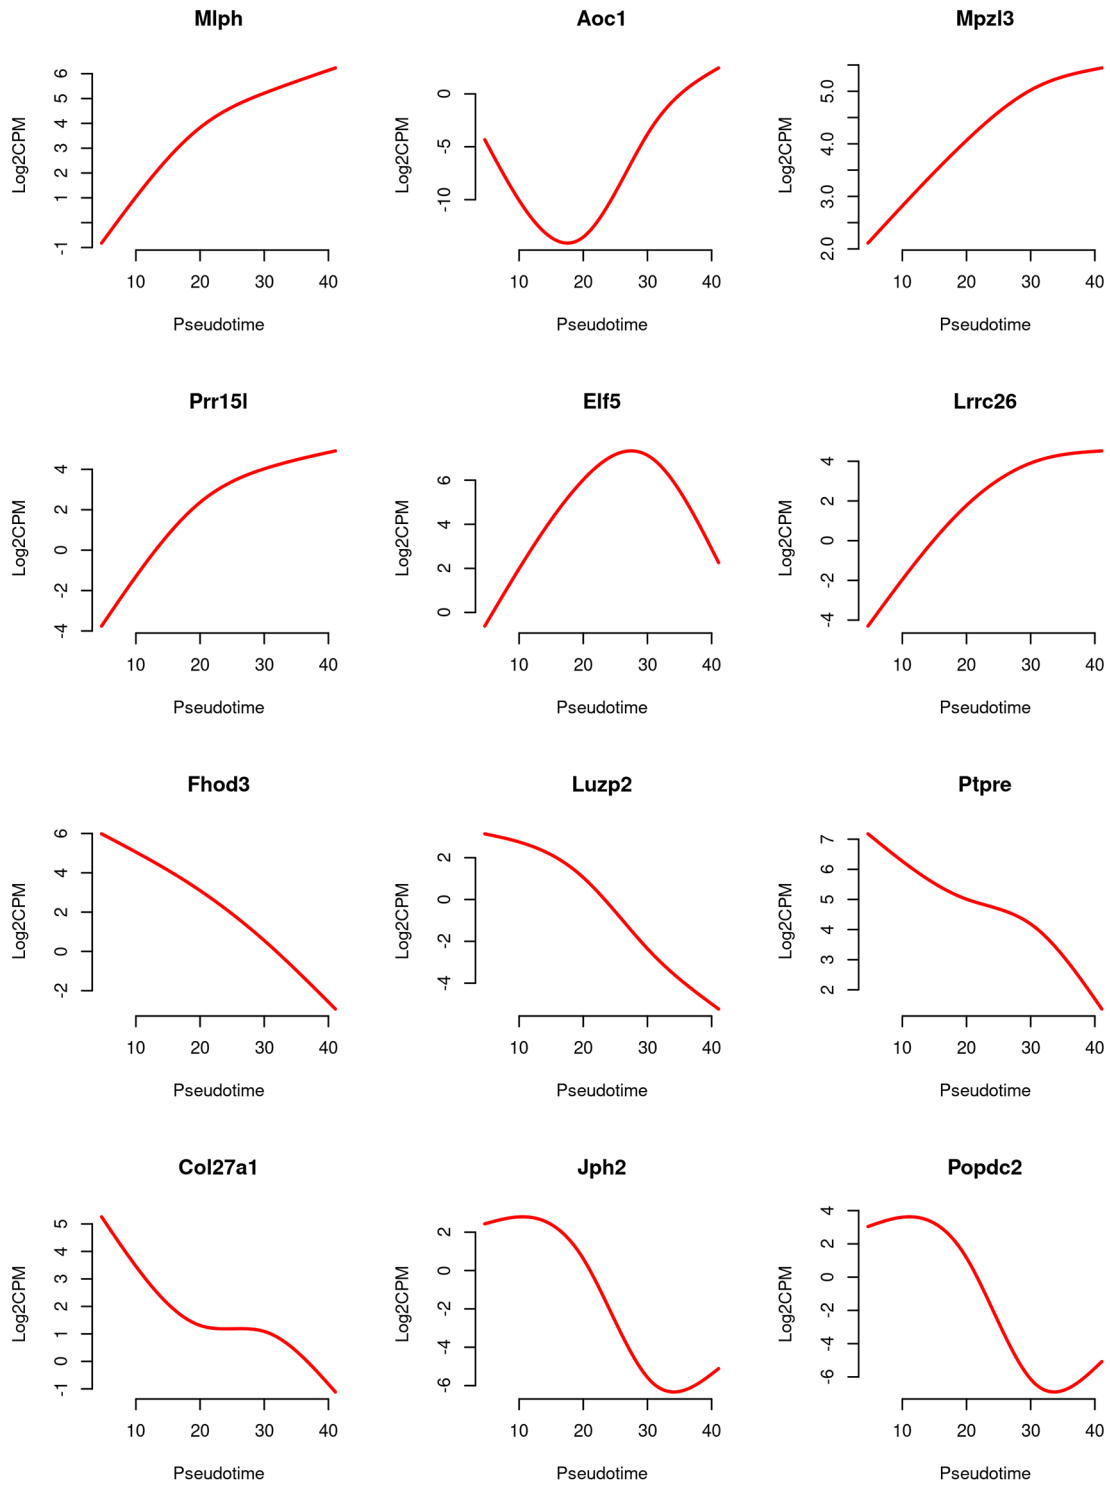 Mlph Aoc1 Mpzl3
Log2CPM -1 1 2 3 4 5 6 Log2CPM -10 -5 0 Log2CPM 2.0 3.0 4.0 5.0
10 20 30 40 10 20 30 40 10 20 30 40
Pseudotime Pseudotime Pseudotime
Prr15l Elf5 Lrrc26
Log2CPM -4 -2 0 2 4 Log2CPM 0 2 4 6 Log2CPM -4 -2 0 2 4
10 20 30 40 10 20 30 40 10 20 30 40
Pseudotime Pseudotime Pseudotime
Fhod3 Luzp2 Ptpre
Log2CPM -2 0 2 4 6 Log2CPM -4 -2 0 2 Log2CPM 2 3 4 5 6 7
10 20 30 40 10 20 30 40 10 20 30 40
Pseudotime Pseudotime Pseudotime
Col27a1 Jph2 Popdc2
Log2CPM -1 0 1 2 3 4 5 Log2CPM -6 -4 -2 0 2 Log2CPM -6 -4 -2 0 2 4
10 20 30 40 10 20 30 40 10 20 30 40
Pseudotime Pseudotime Pseudotime